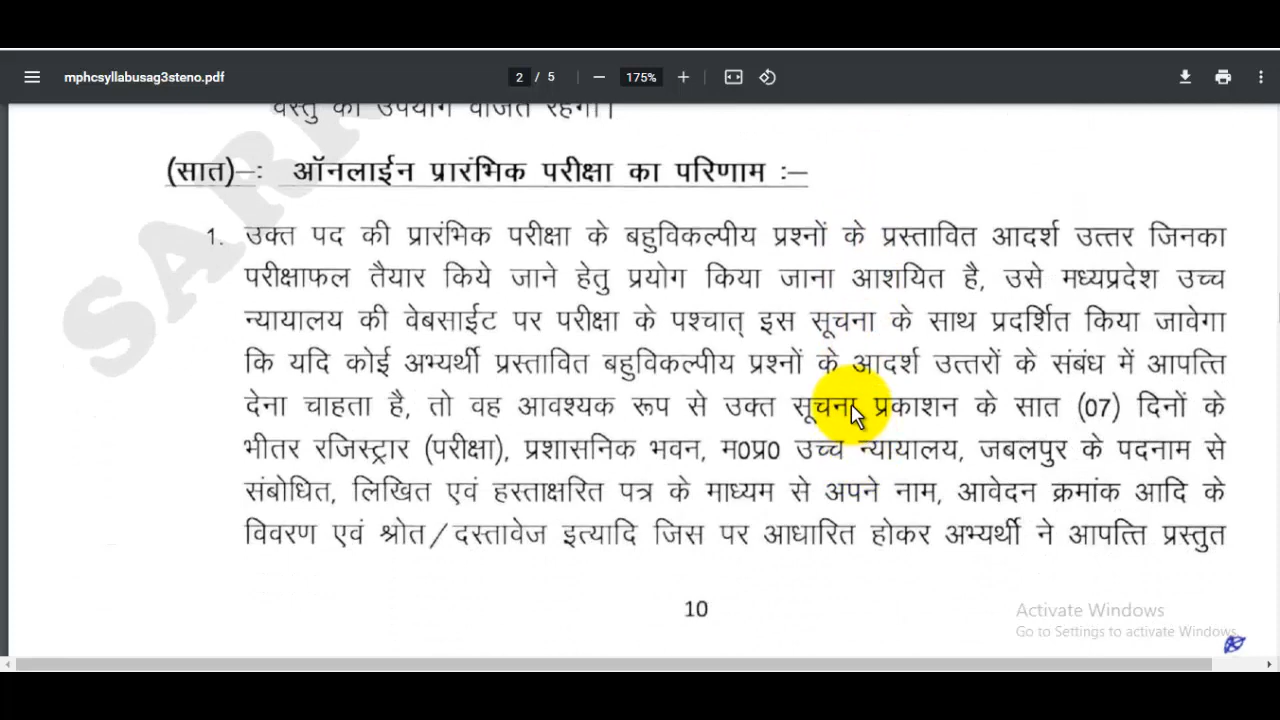 mphcsyllabusag3steno.pdf
2 / 5
175%
वस्तु का उपयोग वर्जित रहेगा।
(सात)–: ऑनलाईन प्रारंभिक परीक्षा का परिणाम :–
1. उक्त पद की प्रारंभिक परीक्षा के बहुविकल्पीय प्रश्नों के प्रस्तावित आदर्श उत्तर जिनका
परीक्षाफल तैयार किये जाने हेतु प्रयोग किया जाना आशयित है, उसे मध्यप्रदेश उच्च
न्यायालय की वेबसाईट पर परीक्षा के पश्चात् इस सूचना के साथ प्रदर्शित किया जावेगा
कि यदि कोई अभ्यर्थी प्रस्तावित बहुविकल्पीय प्रश्नों के आदर्श उत्तरों के संबंध में आपत्ति
देना चाहता है, तो वह आवश्यक रूप से उक्त सूचना प्रकाशन के सात (07) दिनों के
भीतर रजिस्ट्रार (परीक्षा), प्रशासनिक भवन, म0प्र0 उच्च न्यायालय, जबलपुर के पदनाम से
संबोधित, लिखित एवं हस्ताक्षरित पत्र के माध्यम से अपने नाम, आवेदन क्रमांक आदि के
विवरण एवं श्रोत/दस्तावेज इत्यादि जिस पर आधारित होकर अभ्यर्थी ने आपत्ति प्रस्तुत
10
Activate Windows
Go to Settings to activate Windows.